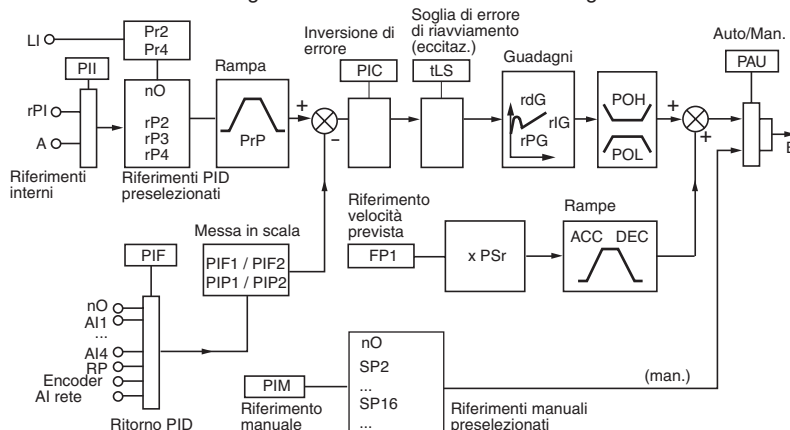 LI
Pr2
Pr4
PII
rPI
A
Riferimenti
interni
nO
rP2
rP3
rP4
Riferimenti PID
preselezionati
Rampa
PrP
+
–
Inversione di
errore
PIC
Soglia di errore
di riavviamento
(eccitaz.)
tLS
Guadagni
rdG
rIG
rPG
POH
POL
+
+
Auto/Man.
PAU
Riferimento
velocità
prevista
FP1
x PSr
Rampe
ACC DEC
Messa in scala
PIF1 / PIF2
PIP1 / PIP2
PIF
nO
AI1
...
AI4
RP
Encoder
AI rete
Ritorno PID
PIM
Riferimento
manuale
nO
SP2
...
SP16
...
(man.)
Riferimenti manuali
preselezionati